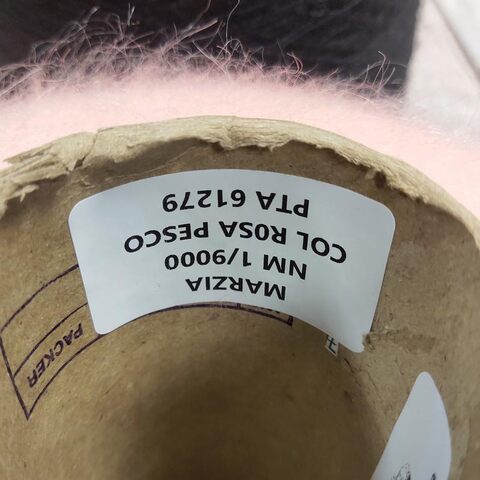 MARZIA
NM 1/9000
COL ROSA PESCO
PTA 61279
PACKER